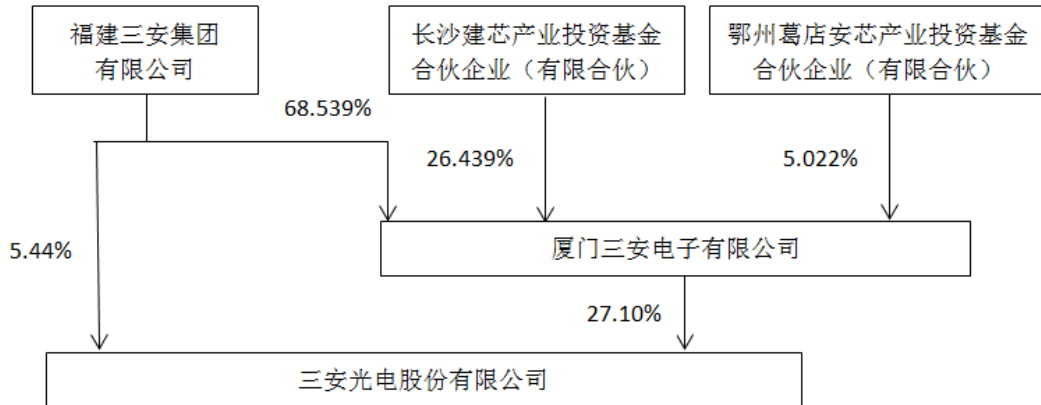 福建三安集团
有限公司
长沙建芯产业投资基金
合伙企业（有限合伙）
鄂州葛店安芯产业投资基金
合伙企业（有限合伙）
68.539%
26.439%
5.022%
5.44%
厦门三安电子有限公司
27.10%
三安光电股份有限公司